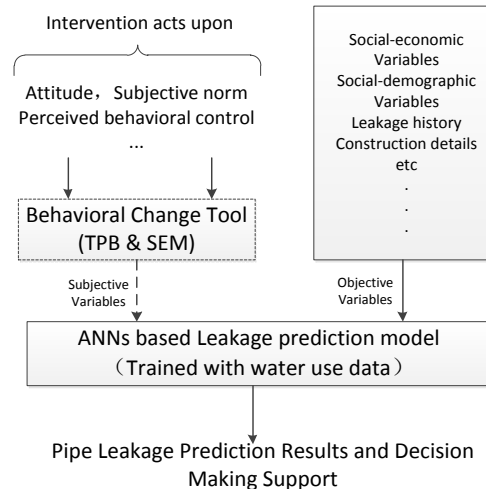 Intervention acts upon
Attitude，Subjective norm
Perceived behavioral control
...
Behavioral Change Tool
(TPB & SEM)
Social-economic
Variables
Social-demographic
Variables
Leakage history
Construction details
etc
.
.
.
Subjective
Variables
Objective
Variables
ANNs based Leakage prediction model
（Trained with water use data）
Pipe Leakage Prediction Results and Decision
Making Support